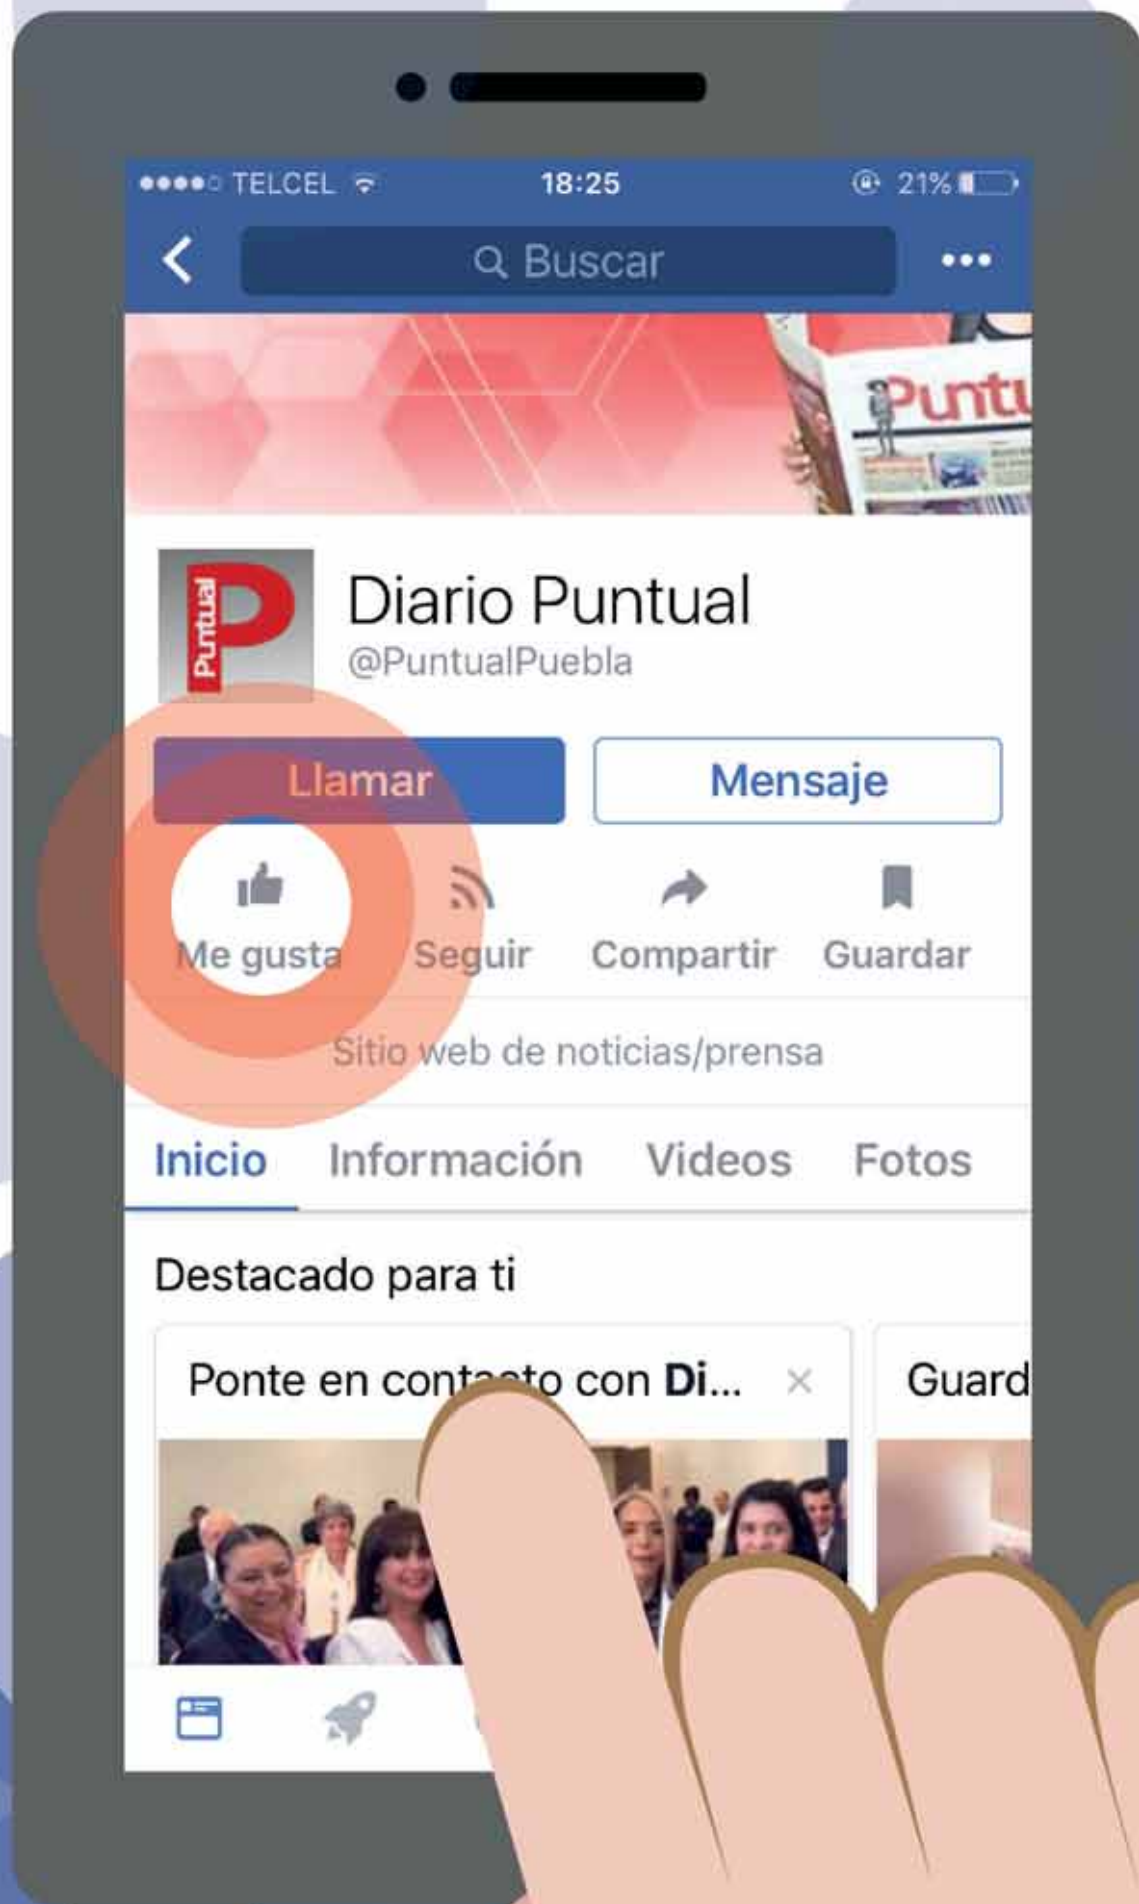 TELCEL 18:25 21%
Buscar
Puntu
Puntual
Diario Puntual
@PuntualPuebla
Llamar Mensaje
Me gusta Seguir Compartir Guardar
Sitio web de noticias/prensa
Inicio Información Videos Fotos
Destacado para ti
Ponte en contacto con Di... Guard